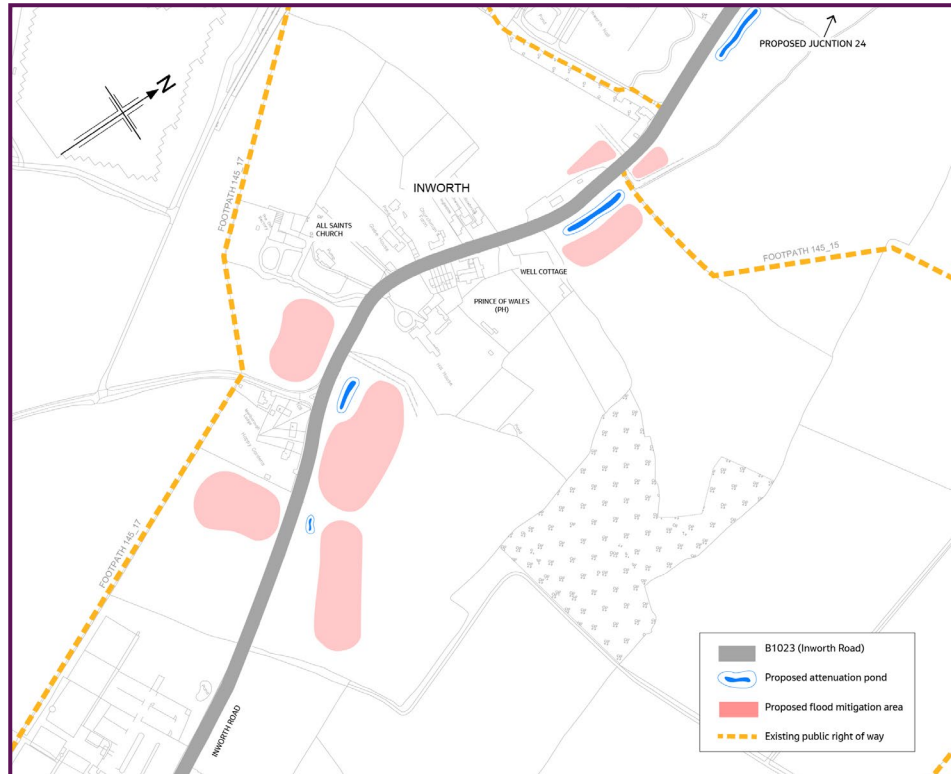 PROPOSED JUCNTION 24
N
FOOTPATH 145_17
INWORTH
ALL SAINTS
CHURCH
FOOTPATH 145_15
WELL COTTAGE
PRINCE OF WALES
(PH)
FOOTPATH 145_17
INWORTH ROAD
B1023 (Inworth Road)
Proposed attenuation pond
Proposed flood mitigation area
Existing public right of way